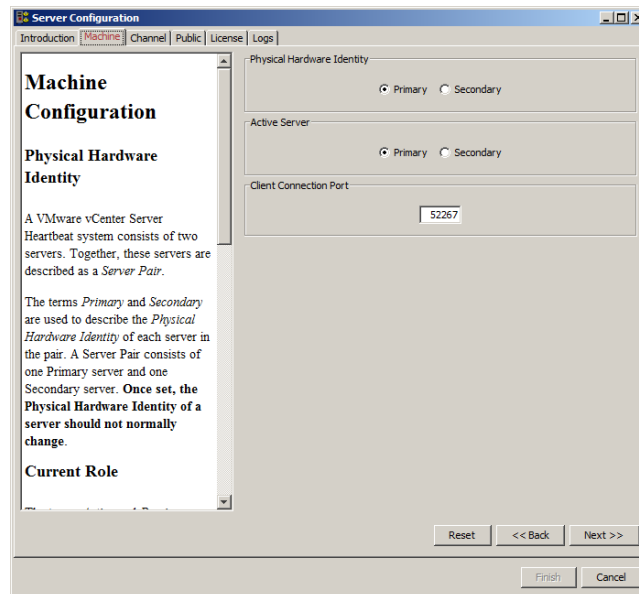 Server Configuration
Introduction Machine Channel Public License Logs
Machine
Configuration
Physical Hardware
Identity
A VMware vCenter Server
Heartbeat system consists of two
servers. Together, these servers are
described as a Server Pair.
The terms Primary and Secondary
are used to describe the Physical
Hardware Identity of each server in
the pair. A Server Pair consists of
one Primary server and one
Secondary server. Once set, the
Physical Hardware Identity of a
server should not normally
change.
Current Role
Physical Hardware Identity
Primary Secondary
Active Server
Primary Secondary
Client Connection Port
52267
Reset << Back Next >>
Finish Cancel